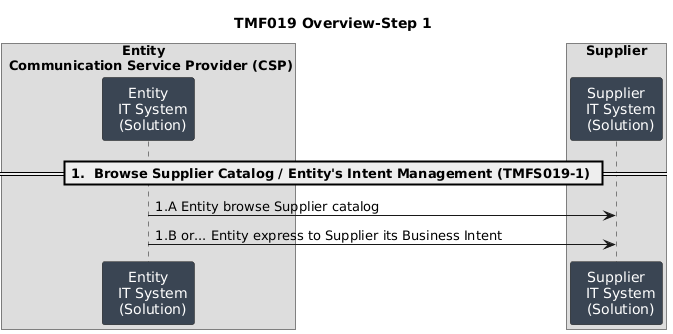 TMF019 Overview-Step 1
Entity
Communication Service Provider (CSP)
Supplier
Entity
IT System
(Solution)
Supplier
IT System
(Solution)
1.  Browse Supplier Catalog / Entity's Intent Management (TMFS019-1)
1.A Entity browse Supplier catalog
1.B or... Entity express to Supplier its Business Intent
Entity
IT System
(Solution)
Supplier
IT System
(Solution)